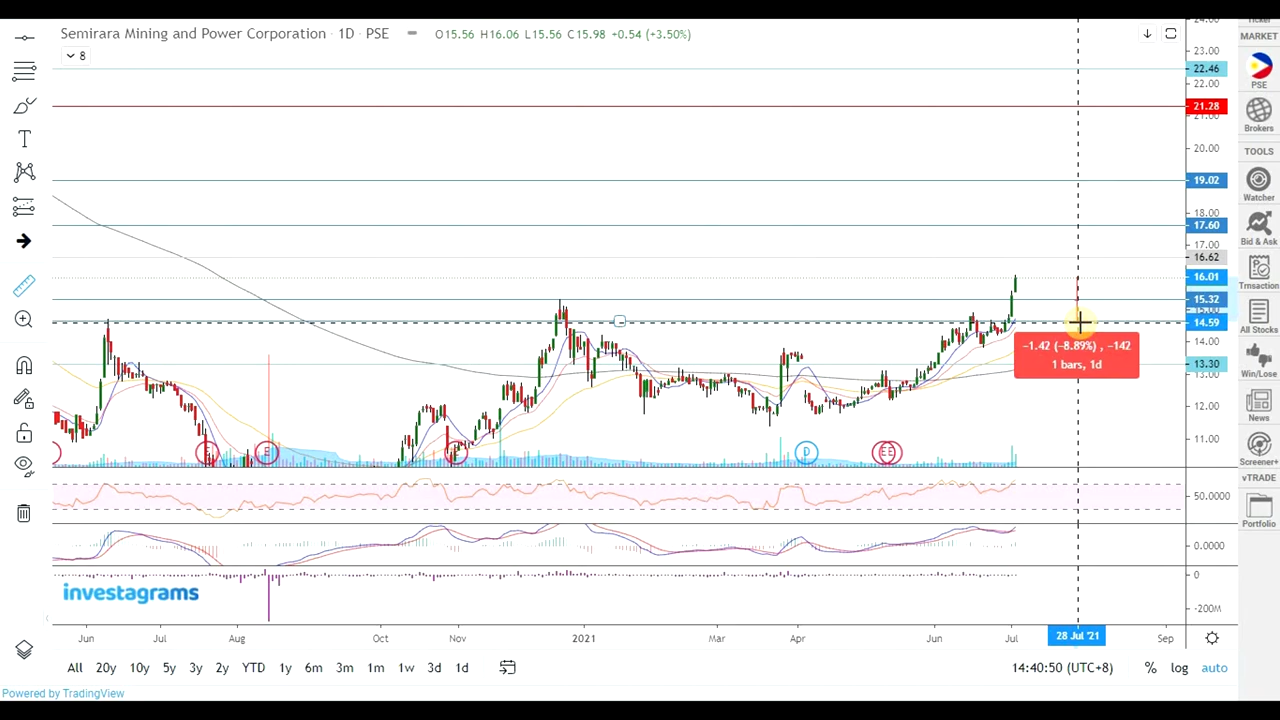 Semirara Mining and Power Corporation · 1D · PSE
O15.56 H16.06 L15.56 C15.98 +0.54 (+3.50%)
8
24.00
23.00
22.46
22.00
21.28
21.00
20.00
19.02
18.00
17.60
17.00
16.62
16.01
15.32
15.00
14.59
14.00
13.30
13.00
12.00
11.00
−1.42 (−8.89%) , −142
1 bars, 1d
E
E
D
E
E
50.0000
0.0000
0
-200M
investagrams
Jun
Jul
Aug
Oct
Nov
2021
Mar
Apr
Jun
Jul
28 Jul '21
Sep
All 20y 10y 5y 3y 2y YTD 1y 6m 3m 1m 1w 3d 1d
14:40:50 (UTC+8) % log auto
Powered by TradingView
Ticker
MARKET
PSE
Brokers
TOOLS
Watcher
Bid & Ask
Trnsaction
All Stocks
Win/Lose
News
Screener+
vTRADE
Portfolio